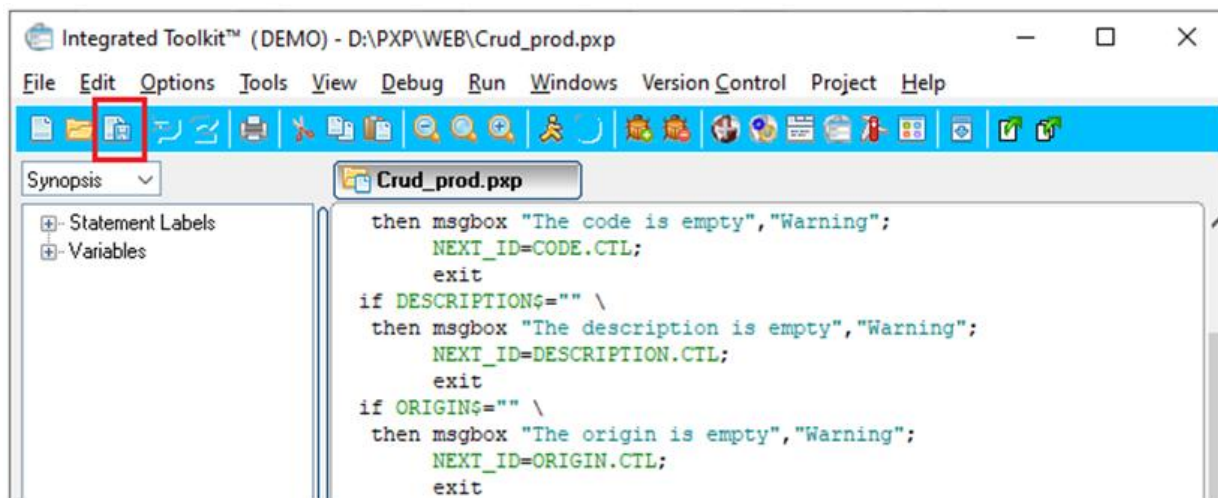 Integrated Toolkit™ (DEMO) - D:\PXP\WEB\Crud_prod.pxp
File Edit Options Tools View Debug Run Windows Version Control Project Help
Synopsis
Crud_prod.pxp
Statement Labels
Variables
then msgbox "The code is empty","Warning";
NEXT_ID=CODE.CTL;
exit
if DESCRIPTION$="" \
then msgbox "The description is empty","Warning";
NEXT_ID=DESCRIPTION.CTL;
exit
if ORIGIN$="" \
then msgbox "The origin is empty","Warning";
NEXT_ID=ORIGIN.CTL;
exit